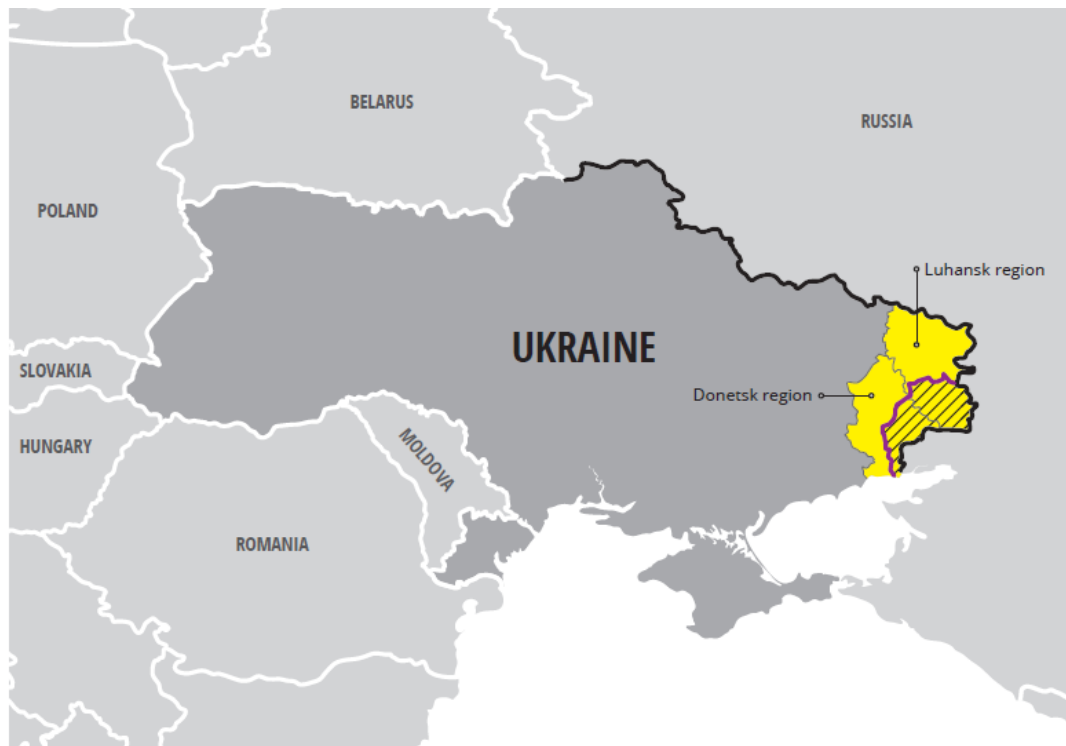 BELARUS
RUSSIA
POLAND
Luhansk region
UKRAINE
SLOVAKIA
Donetsk region
HUNGARY
MOLDOVA
ROMANIA